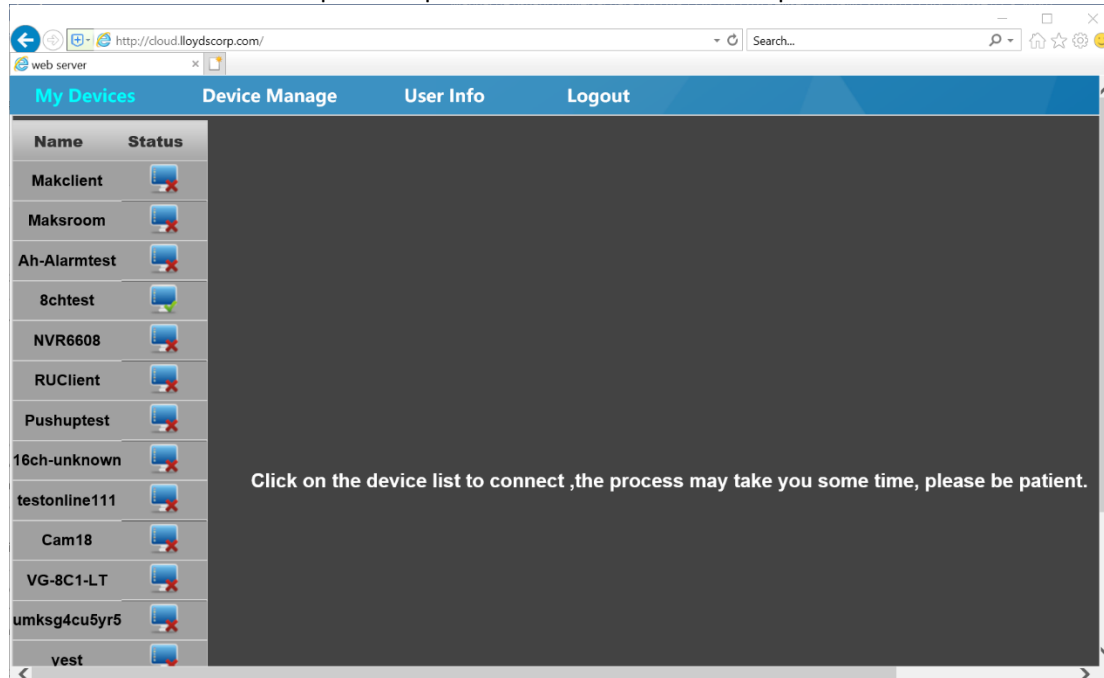 http://cloud.lloydscorp.com/
Search...
web server
My Devices Device Manage User Info Logout
Name Status
Makclient
Maksroom
Ah-Alarmtest
8chtest
NVR6608
RUClient
Pushuptest
16ch-unknown
Click on the device list to connect ,the process may take you some time, please be patient.
testonline111
Cam18
VG-8C1-LT
umksg4cu5yr5